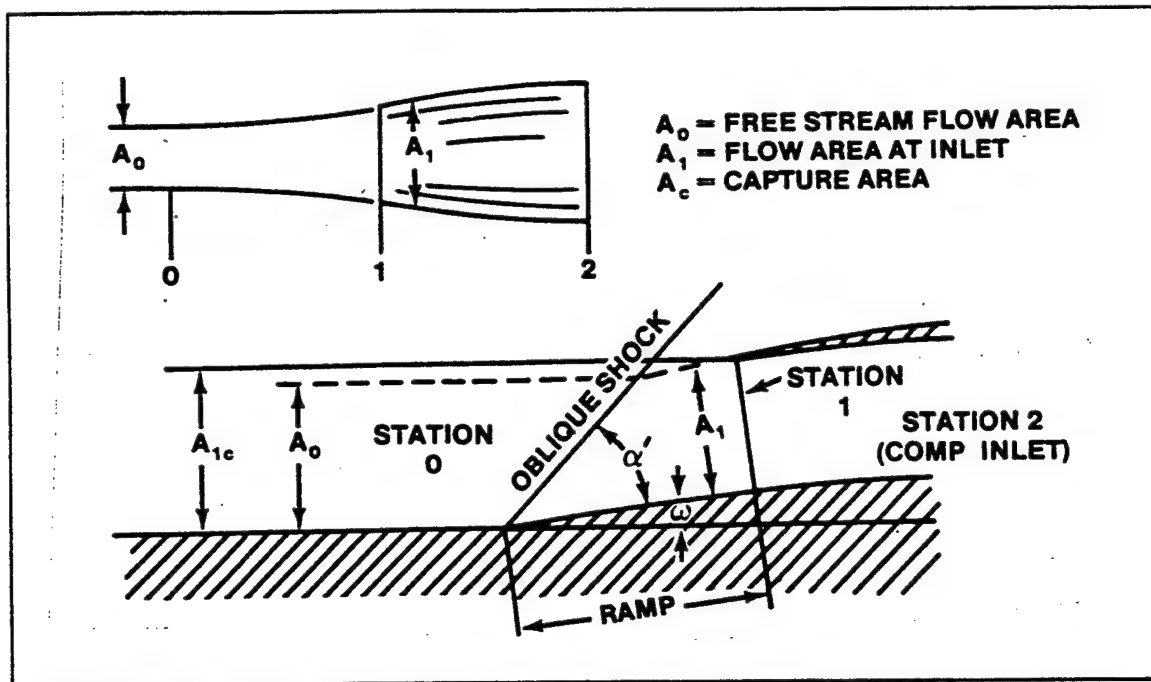 A₀
A₁
0
1
2
A₀ = FREE STREAM FLOW AREA
A₁ = FLOW AREA AT INLET
A_c = CAPTURE AREA
A₁c
A₀
STATION
0
OBLIQUE SHOCK
α′
ω
A₁
STATION
1
STATION 2
(COMP INLET)
RAMP